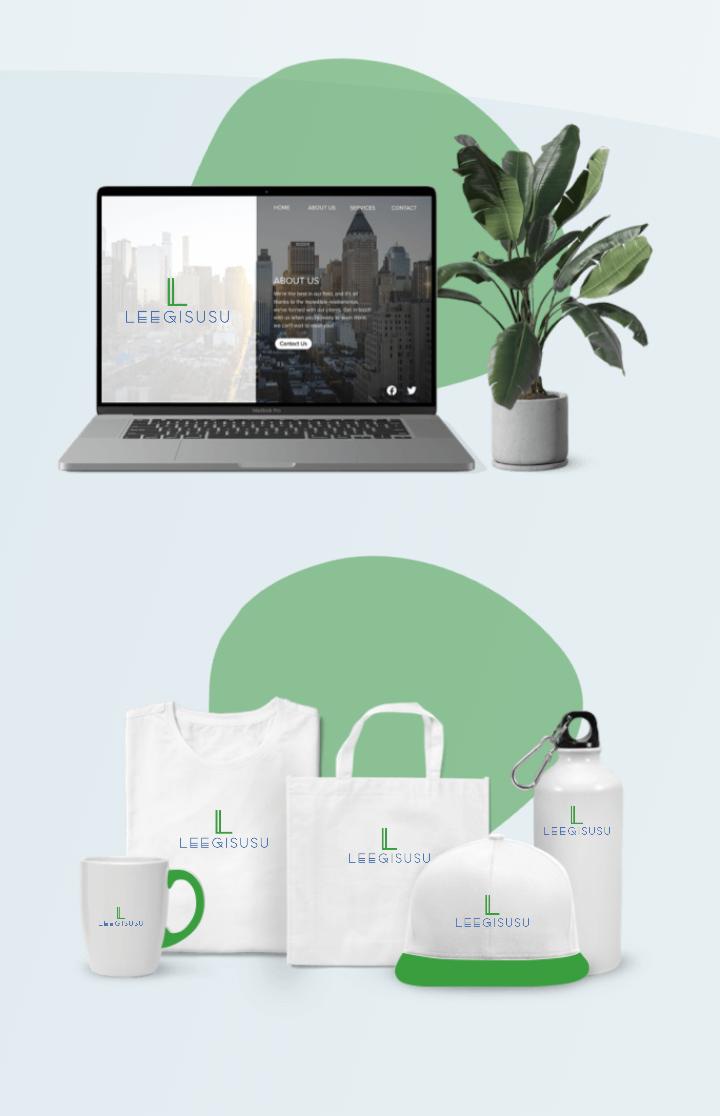 HOME ABOUT US SERVICES CONTACT
L
LEEGISUSU
ABOUT US
We're the best in our field, and it's all
thanks to the incredible relationships
we've formed with our clients. Get in touch
with us when you're ready to learn more;
we can't wait to meet you!
Contact Us
MacBook Pro
L
LEEGISUSU
L
LEEGISUSU
L
LEEGISUSU
L
LEEGISUSU
L
LEEGISUSU